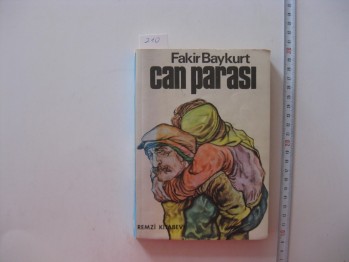 Fakir Baykurt
can parası
REMZİ KİTABEVİ